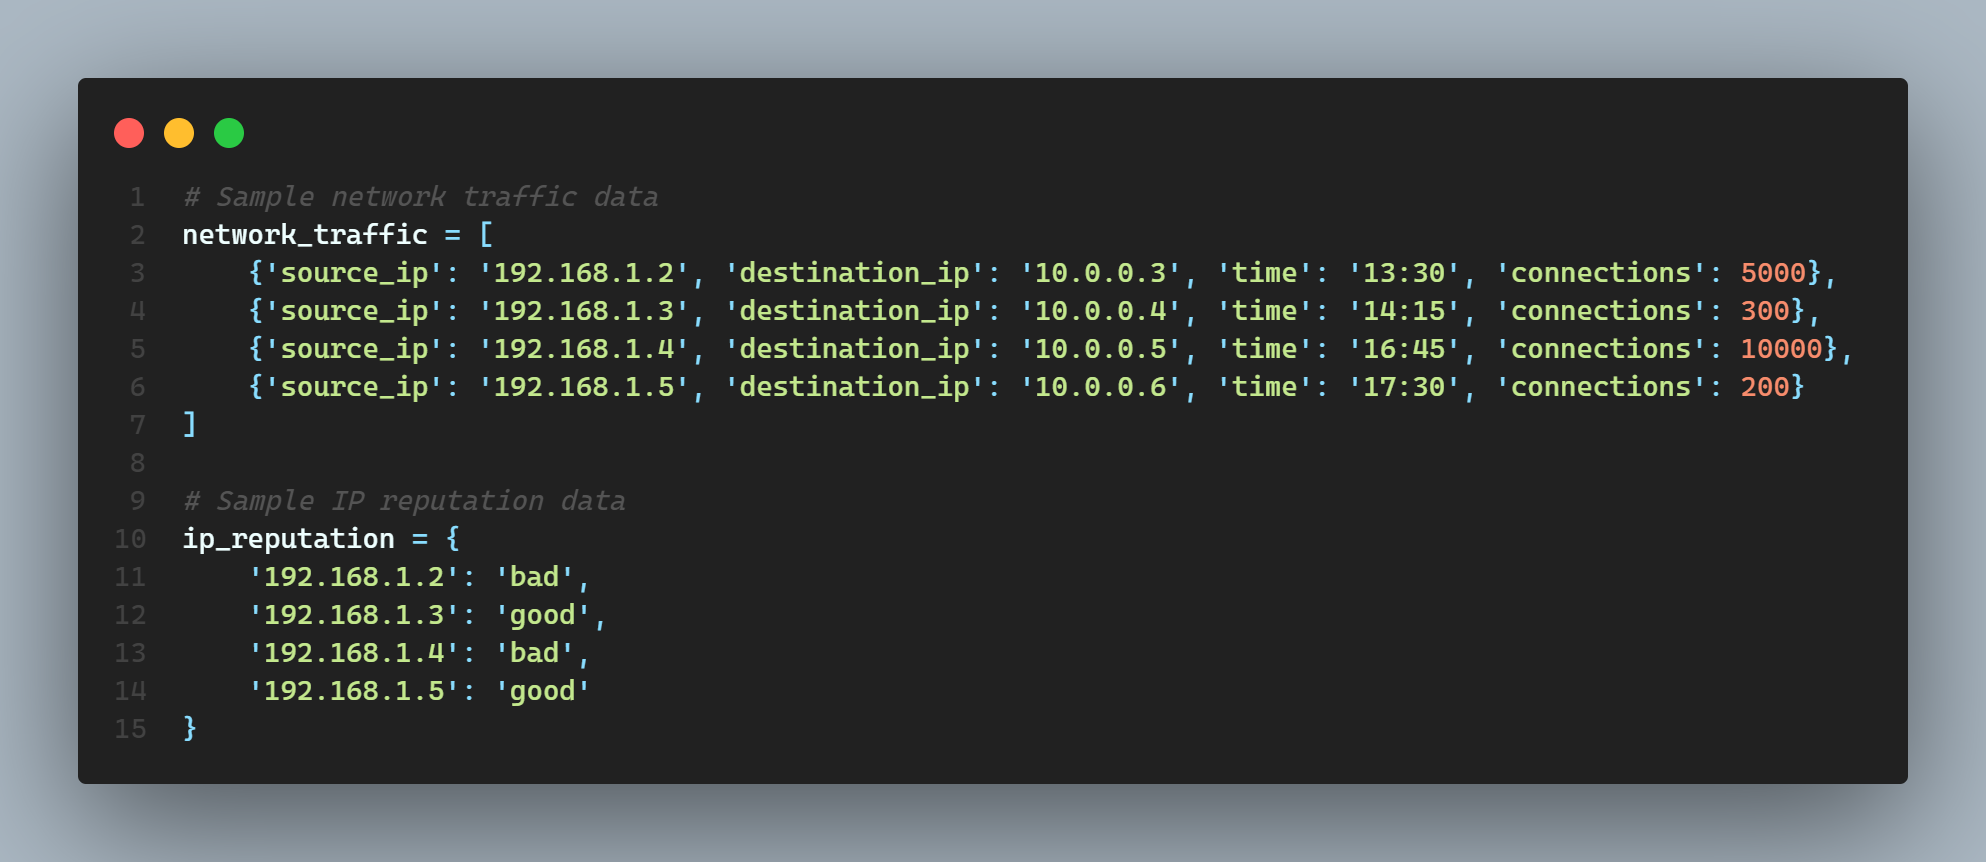 1 # Sample network traffic data
2 network_traffic = [
3     {'source_ip': '192.168.1.2', 'destination_ip': '10.0.0.3', 'time': '13:30', 'connections': 5000},
4     {'source_ip': '192.168.1.3', 'destination_ip': '10.0.0.4', 'time': '14:15', 'connections': 300},
5     {'source_ip': '192.168.1.4', 'destination_ip': '10.0.0.5', 'time': '16:45', 'connections': 10000},
6     {'source_ip': '192.168.1.5', 'destination_ip': '10.0.0.6', 'time': '17:30', 'connections': 200}
7 ]
8
9 # Sample IP reputation data
10 ip_reputation = {
11     '192.168.1.2': 'bad',
12     '192.168.1.3': 'good',
13     '192.168.1.4': 'bad',
14     '192.168.1.5': 'good'
15 }